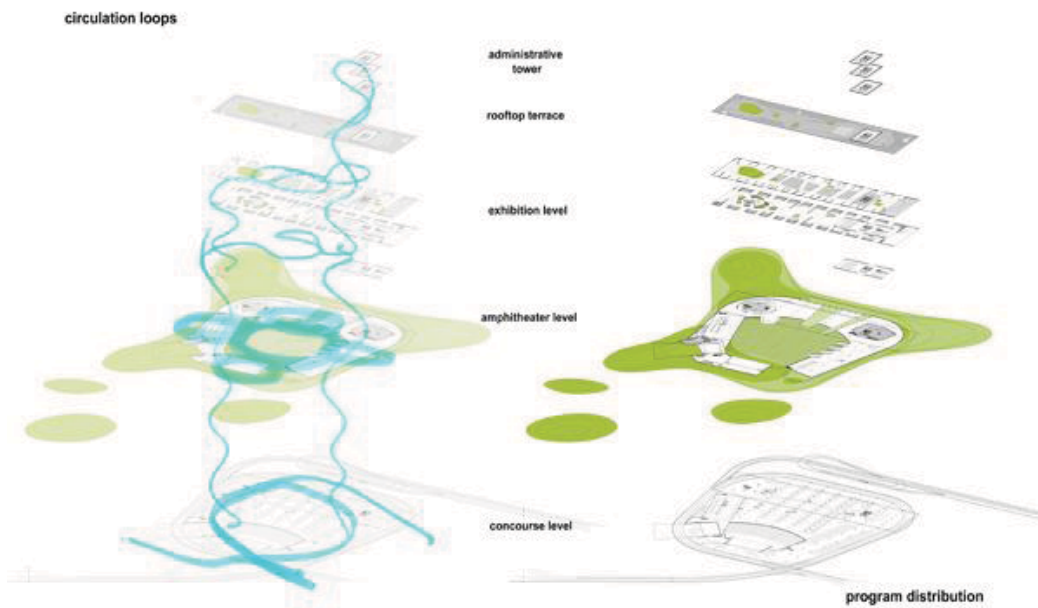 circulation loops
administrative
tower
rooftop terrace
exhibition level
amphitheater level
concourse level
program distribution